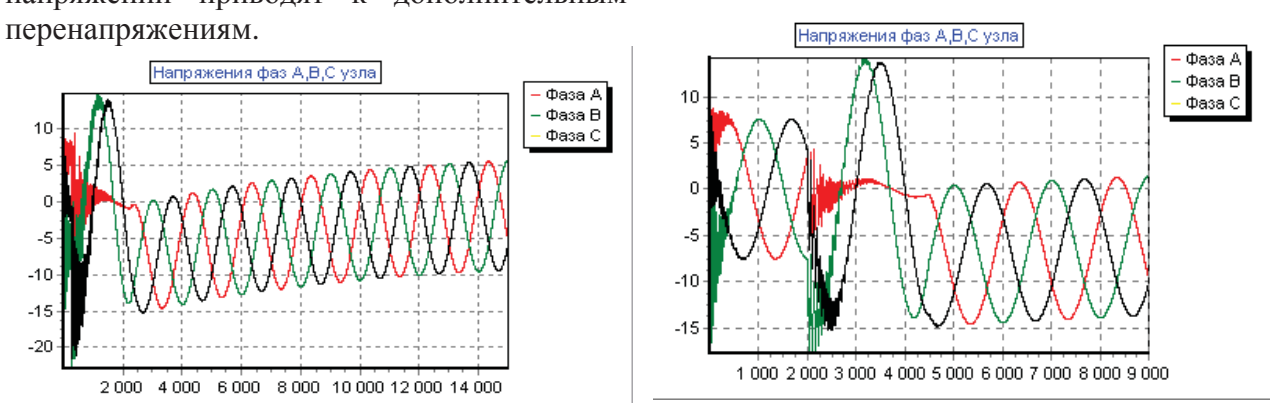 напряжении приводят к дополнительным
перенапряжениям.
Напряжения фаз А,В,С узла
Фаза А
Фаза В
Фаза С
10
5
0
-5
-10
-15
-20
2 000 4 000 6 000 8 000 10 000 12 000 14 000
Напряжения фаз А,В,С узла
Фаза А
Фаза В
Фаза С
10
5
0
-5
-10
-15
1 000 2 000 3 000 4 000 5 000 6 000 7 000 8 000 9 000